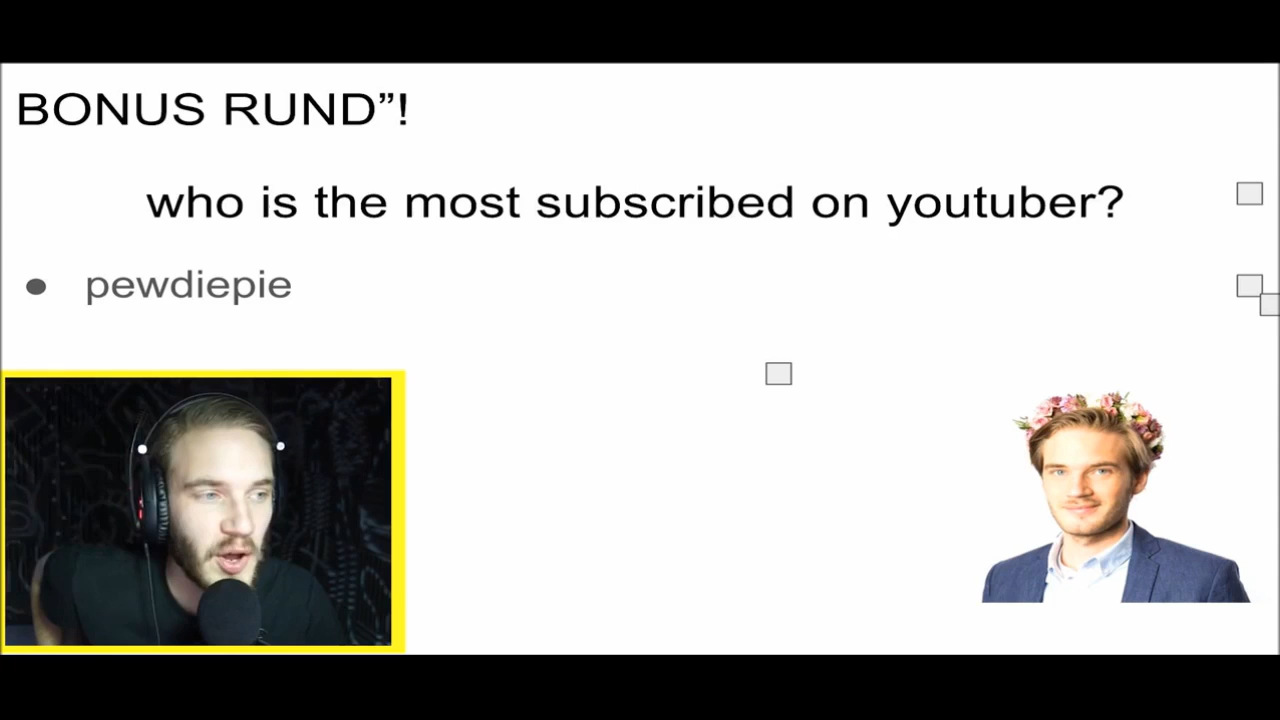 BONUS RUND”!
who is the most subscribed on youtuber?
● pewdiepie